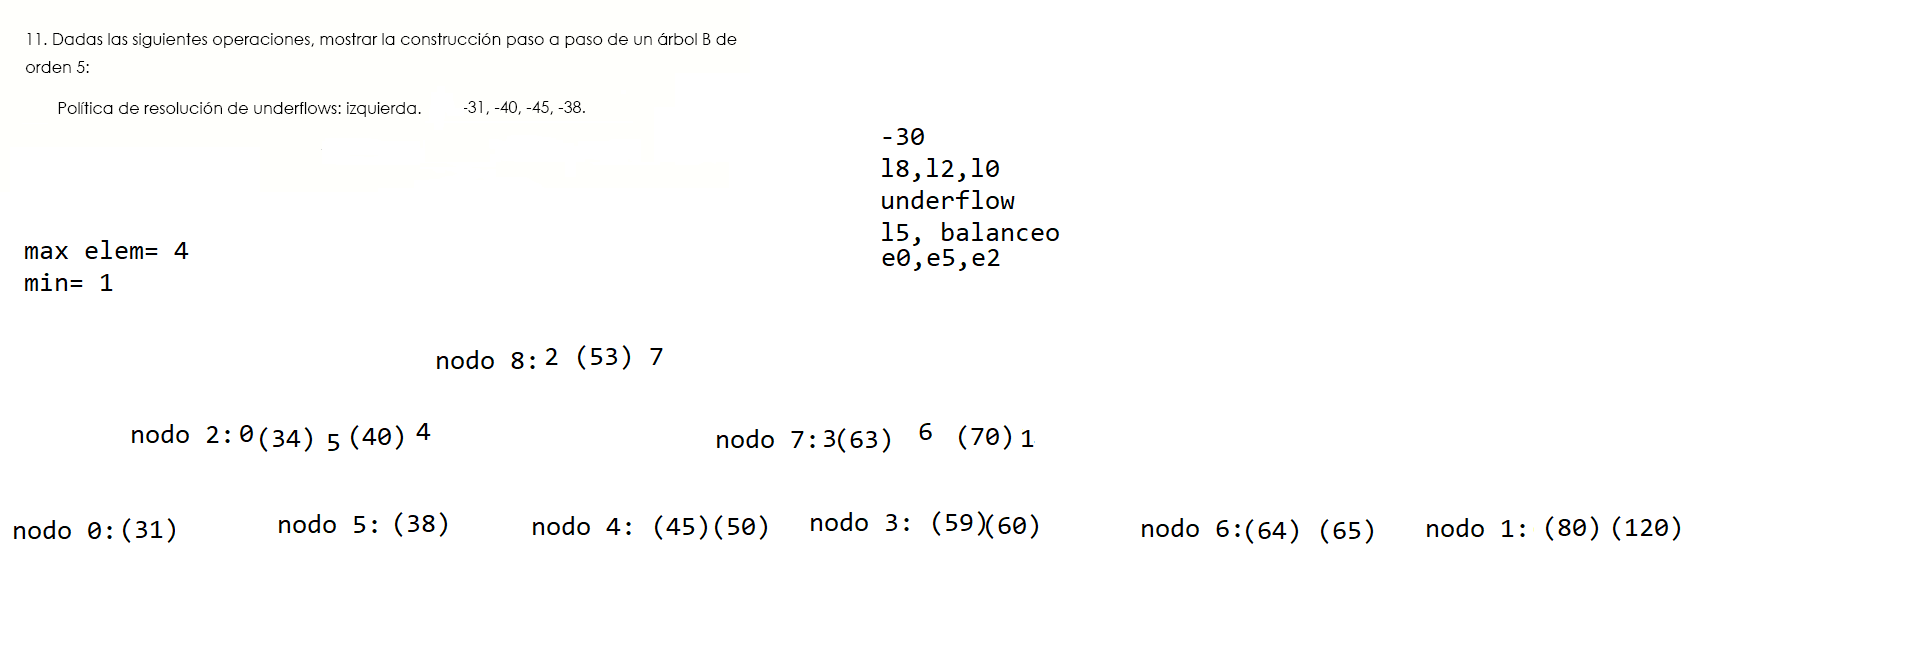 11. Dadas las siguientes operaciones, mostrar la construcción paso a paso de un árbol B de
orden 5:
Política de resolución de underflows: izquierda. -31, -40, -45, -38.
-30
l8,l2,l0
underflow
l5, balanceo
e0,e5,e2
max elem= 4
min= 1
nodo 8: 2 (53) 7
nodo 2: 0 (34) 5 (40) 4
nodo 7: 3(63) 6 (70) 1
nodo 0: (31)
nodo 5: (38)
nodo 4: (45)(50)
nodo 3: (59)(60)
nodo 6:(64) (65)
nodo 1: (80) (120)